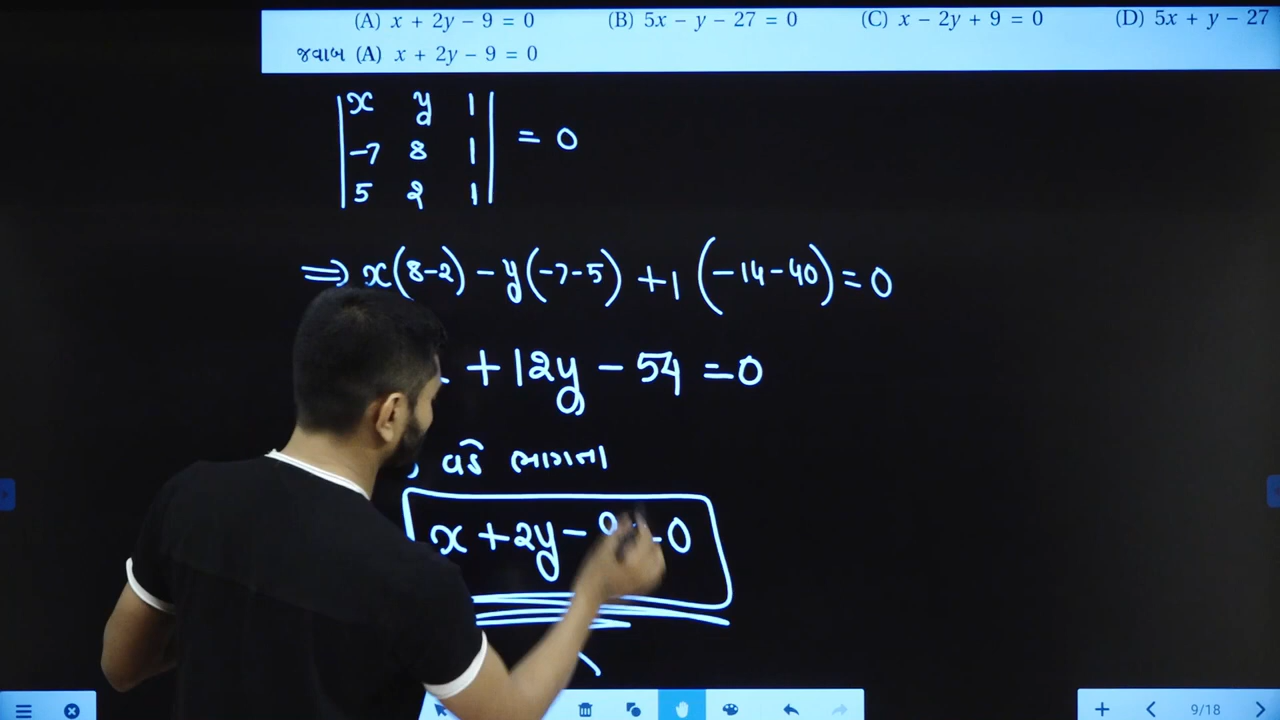 (A) x + 2y − 9 = 0 (B) 5x − y − 27 = 0 (C) x − 2y + 9 = 0 (D) 5x + y − 27
જવાબ (A) x + 2y − 9 = 0
| x y 1 |
| -7 8 1 | = 0
| 5 2 1 |
⇒ x(8-2) - y(-7-5) + 1(-14-40) = 0
+ 12y - 54 = 0
વડે ભાગતા
x + 2y - 0
9/18